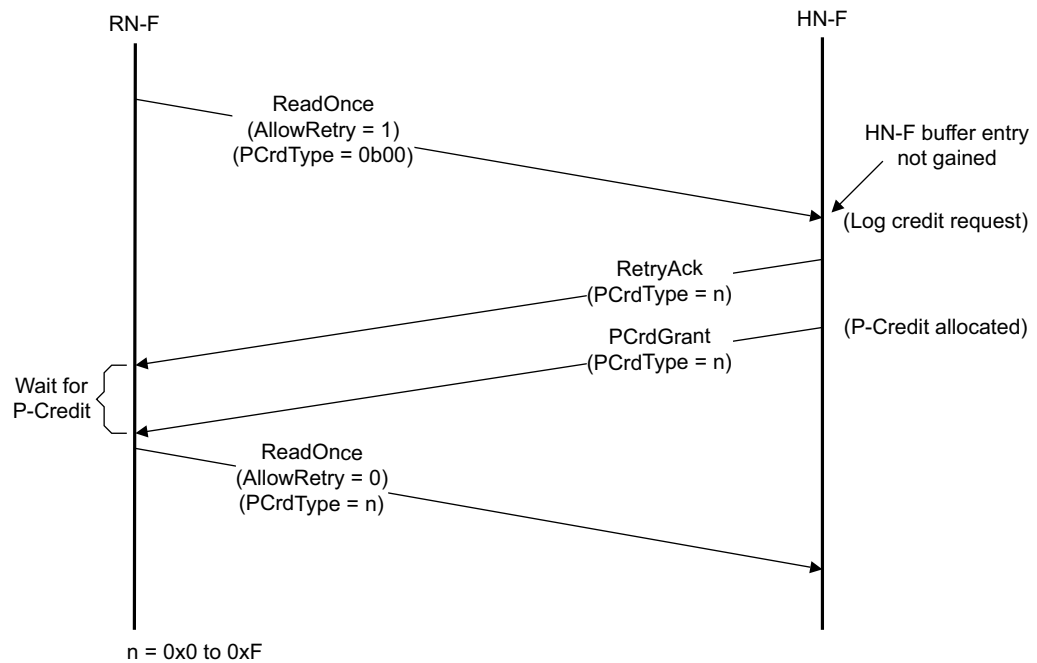 RN-F
HN-F
ReadOnce
(AllowRetry = 1)
(PCrdType = 0b00)
HN-F buffer entry
not gained
(Log credit request)
RetryAck
(PCrdType = n)
(P-Credit allocated)
PCrdGrant
(PCrdType = n)
Wait for
P-Credit
ReadOnce
(AllowRetry = 0)
(PCrdType = n)
n = 0x0 to 0xF